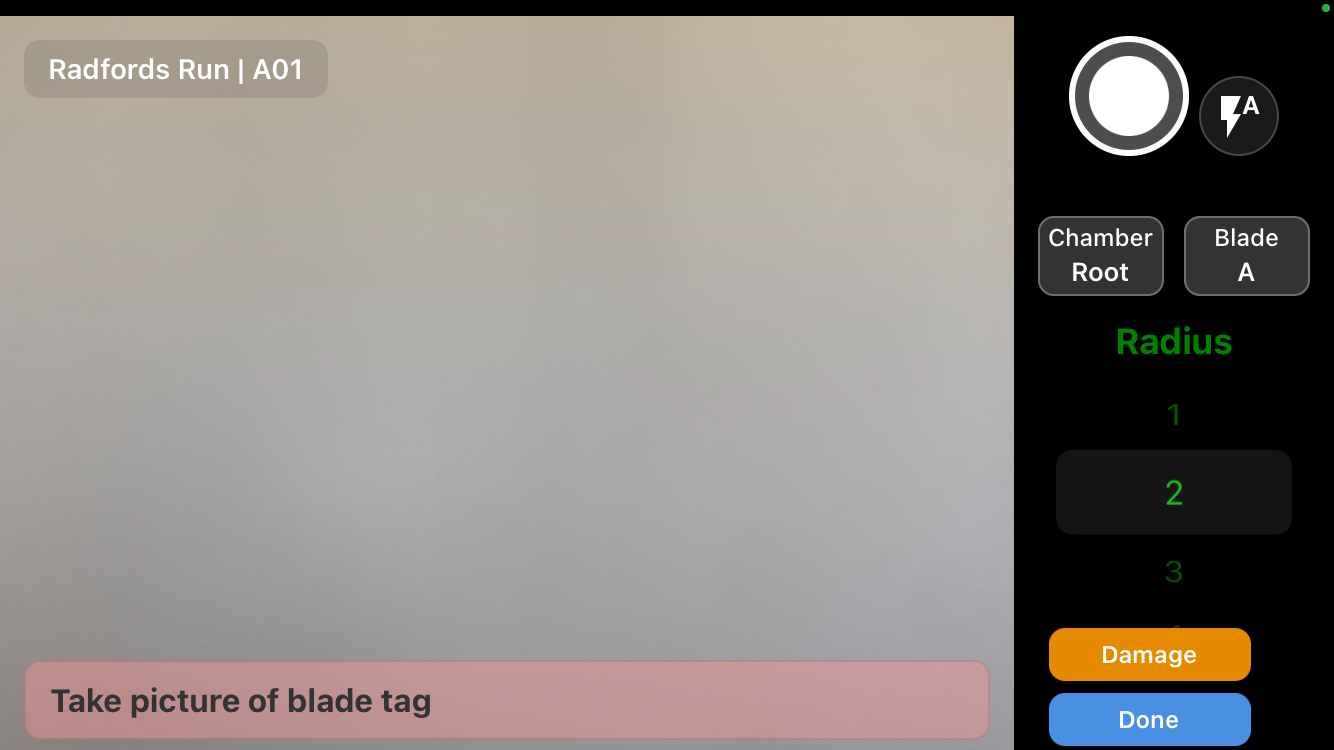 Radfords Run | A01
A
Chamber
Root
Blade
A
Radius
1
2
3
Damage
Done
Take picture of blade tag